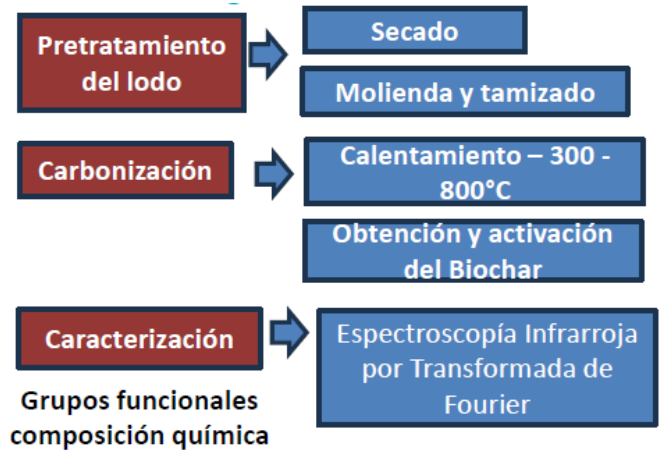 Pretratamiento
del lodo
Secado
Molienda y tamizado
Carbonización
Calentamiento – 300 -
800°C
Obtención y activación
del Biochar
Caracterización
Espectroscopía Infrarroja
por Transformada de
Fourier
Grupos funcionales
composición química